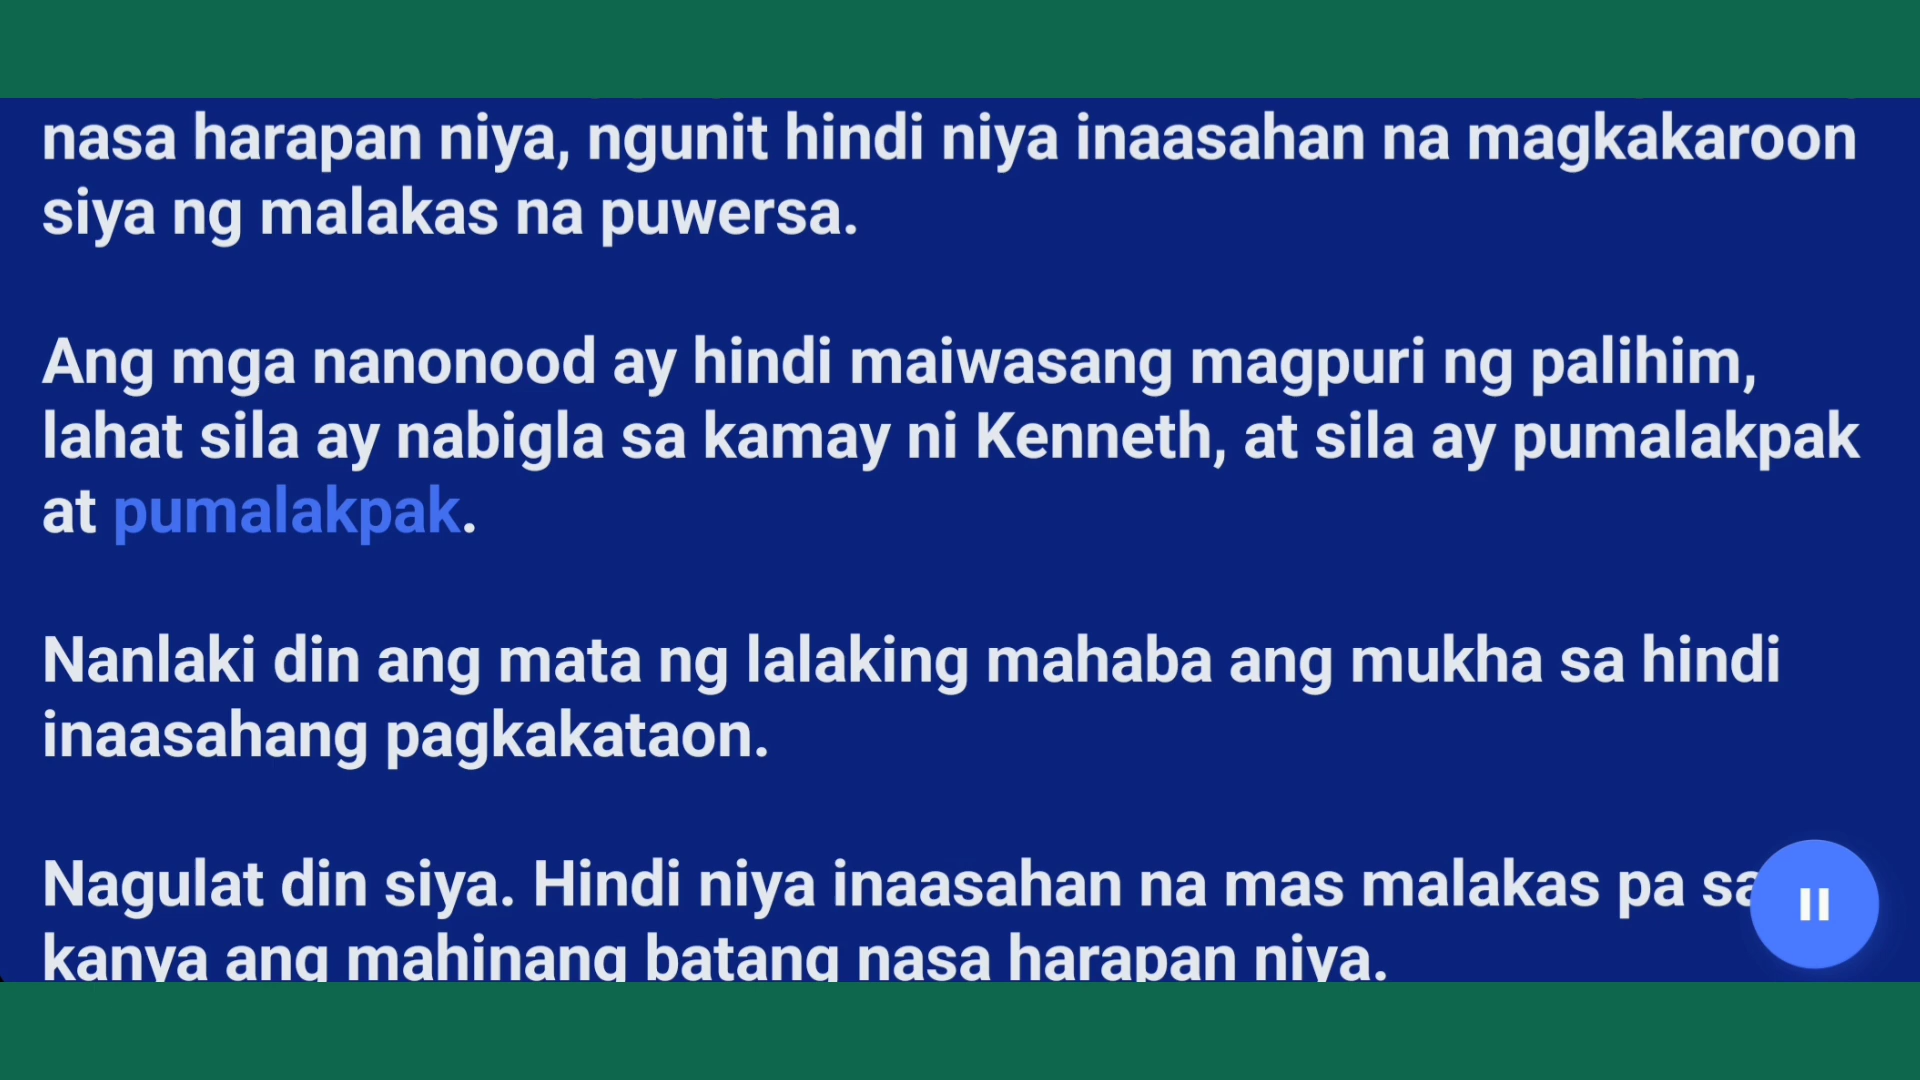 nasa harapan niya, ngunit hindi niya inaasahan na magkakaroon
siya ng malakas na puwersa.
Ang mga nanonood ay hindi maiwasang magpuri ng palihim,
lahat sila ay nabigla sa kamay ni Kenneth, at sila ay pumalakpak
at pumalakpak.
Nanlaki din ang mata ng lalaking mahaba ang mukha sa hindi
inaasahang pagkakataon.
Nagulat din siya. Hindi niya inaasahan na mas malakas pa sa
kanya ang mahinang batang nasa harapan niya.